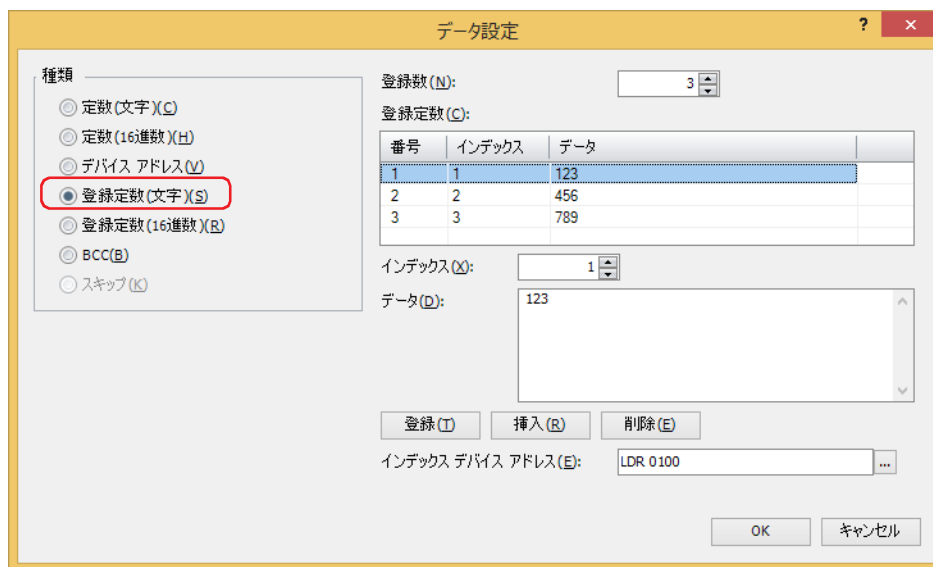 データ設定
?
×
種類
定数(文字)(C)
定数(16進数)(H)
デバイス アドレス(V)
登録定数(文字)(S)
登録定数(16進数)(R)
BCC(B)
スキップ(K)
登録数(N): 3
登録定数(C):
番号 インデックス データ
1 1 123
2 2 456
3 3 789
インデックス(X): 1
データ(D): 123
登録(T) 挿入(R) 削除(E)
インデックス デバイス アドレス(E): LDR 0100 ...
OK キャンセル